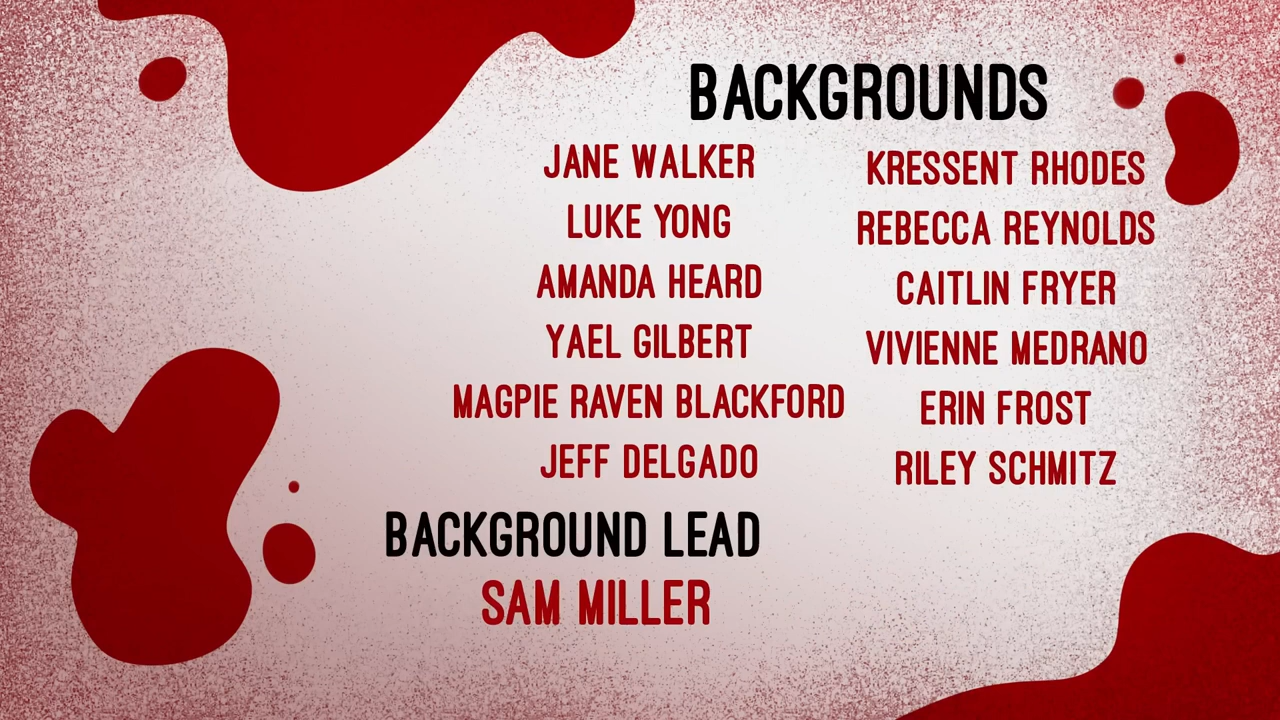 BACKGROUNDS
JANE WALKER
LUKE YONG
AMANDA HEARD
YAEL GILBERT
MAGPIE RAVEN BLACKFORD
JEFF DELGADO
KRESSENT RHODES
REBECCA REYNOLDS
CAITLIN FRYER
VIVIENNE MEDRANO
ERIN FROST
RILEY SCHMITZ
BACKGROUND LEAD
SAM MILLER